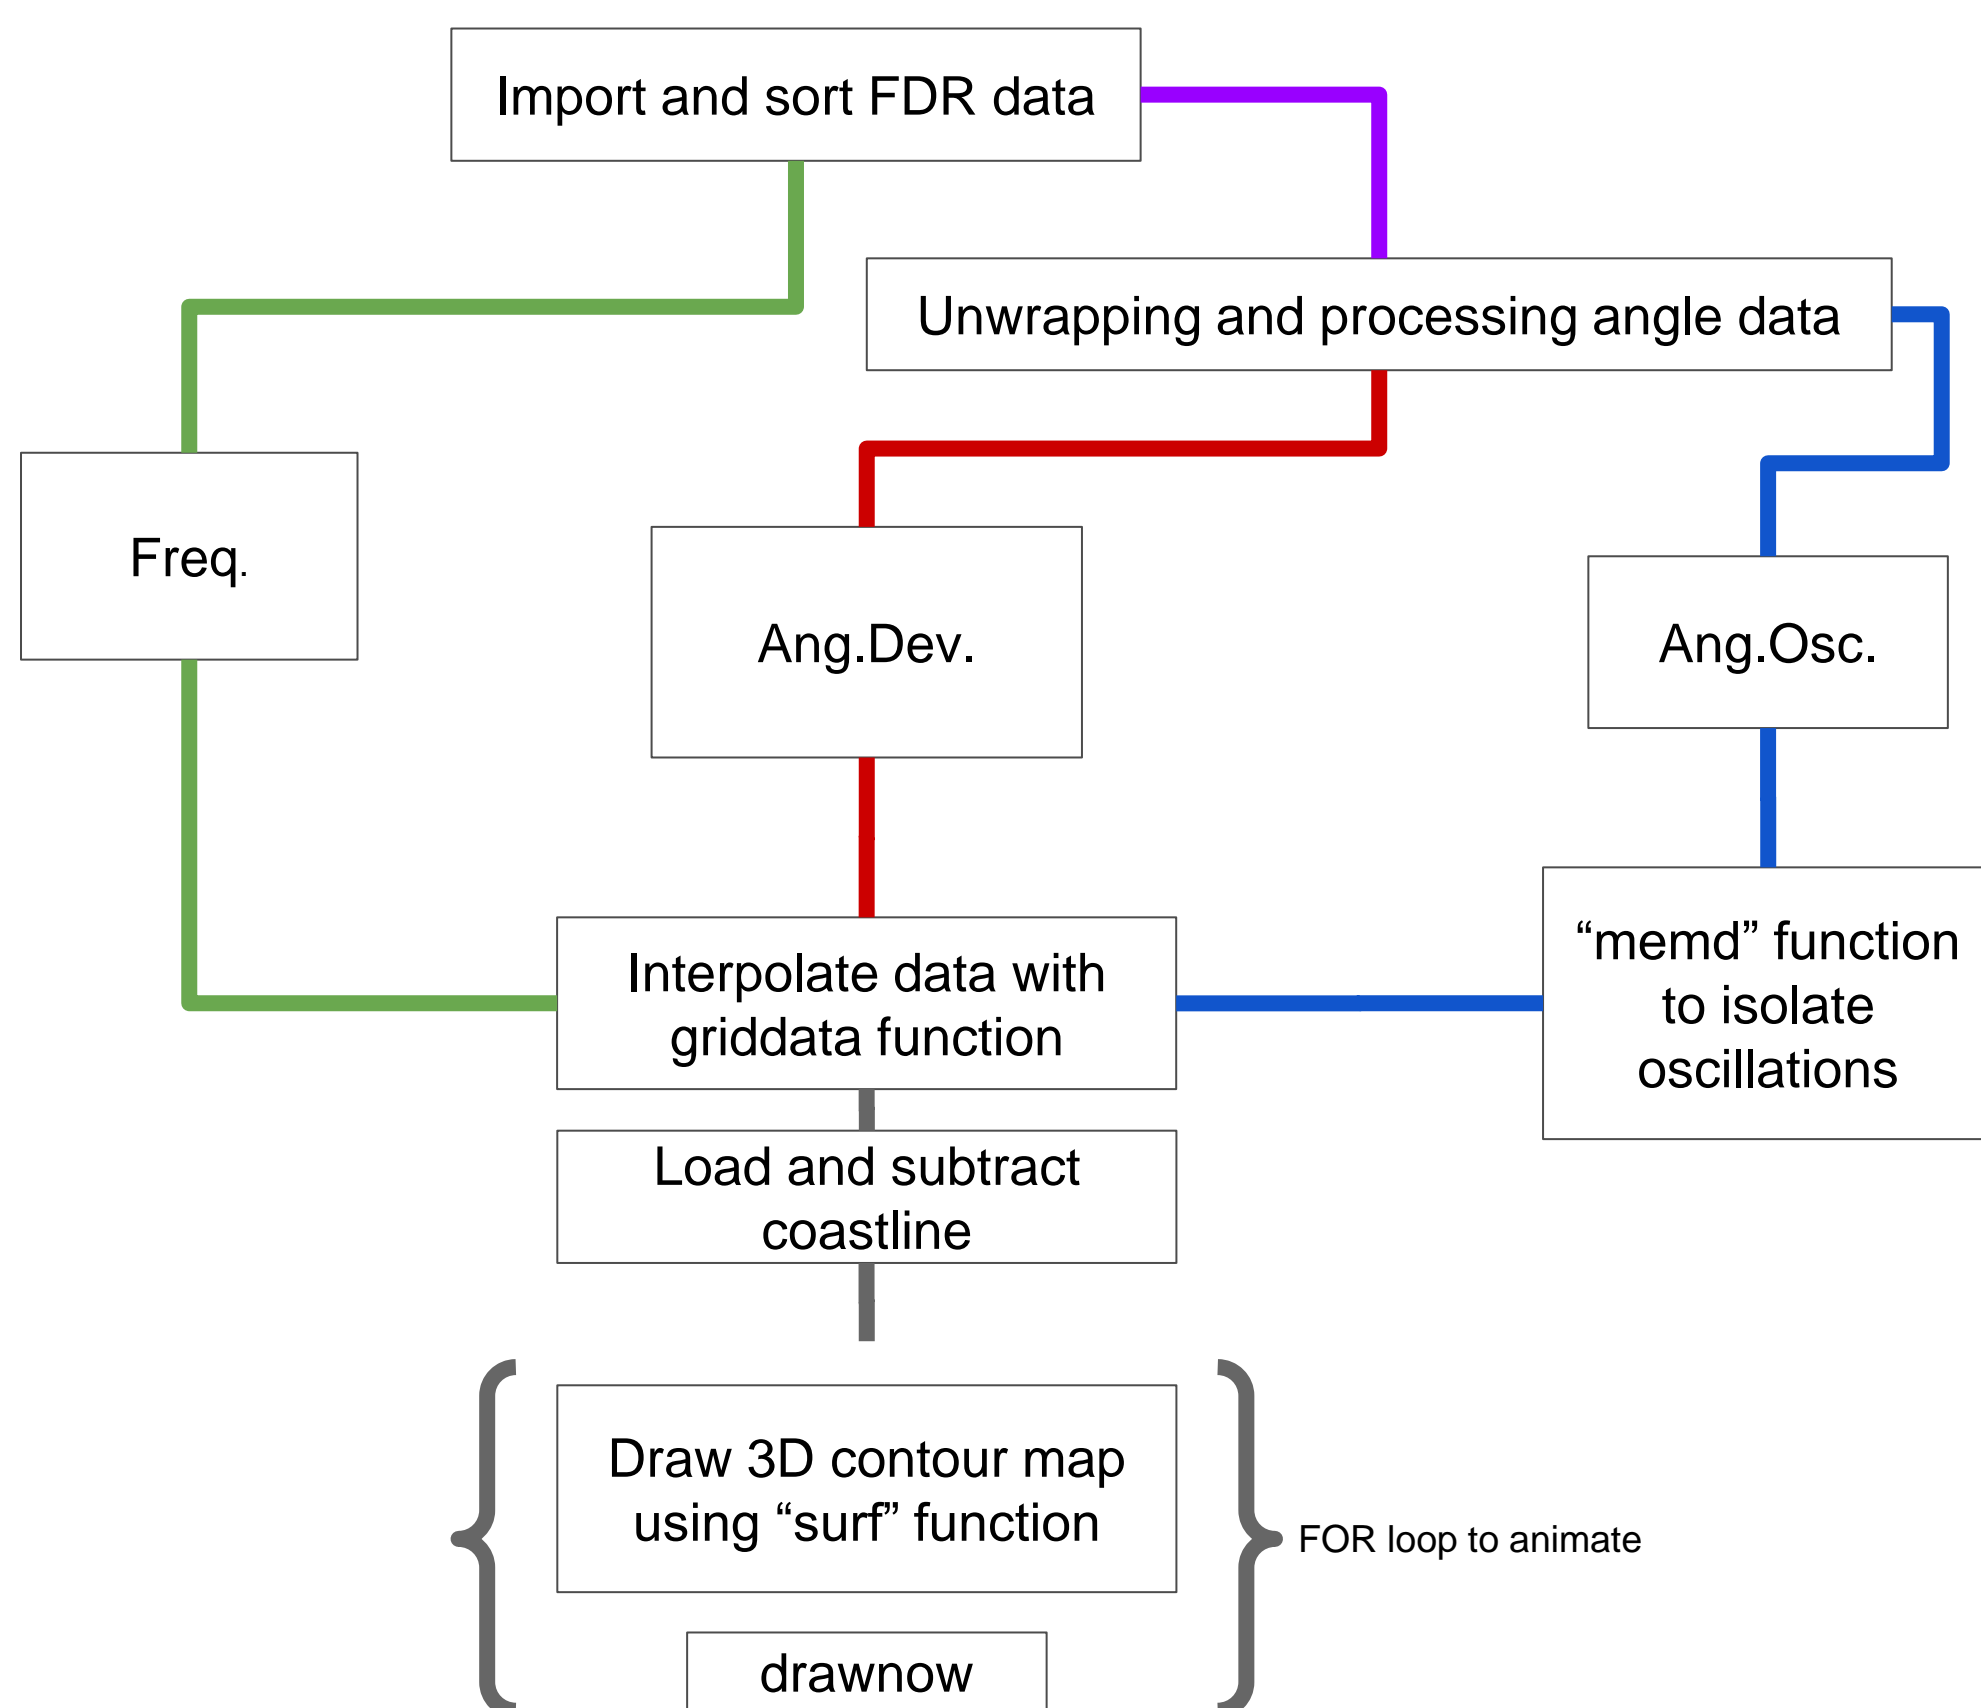 Import and sort FDR data
Unwrapping and processing angle data
Freq.
Ang.Dev.
Ang.Osc.
Interpolate data with
griddata function
“memd” function
to isolate
oscillations
Load and subtract
coastline
Draw 3D contour map
using “surf” function
FOR loop to animate
drawnow